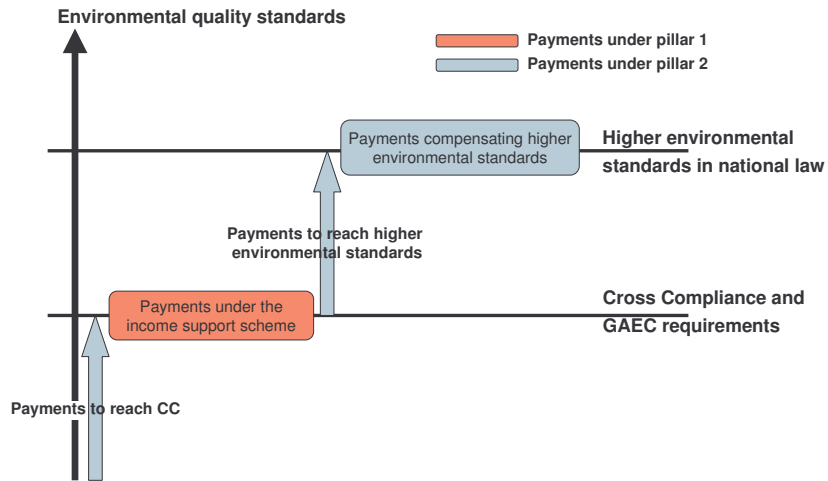 Environmental quality standards
Payments under pillar 1
Payments under pillar 2
Payments compensating higher
environmental standards
Higher environmental
standards in national law
Payments to reach higher
environmental standards
Payments under the
income support scheme
Cross Compliance and
GAEC requirements
Payments to reach CC